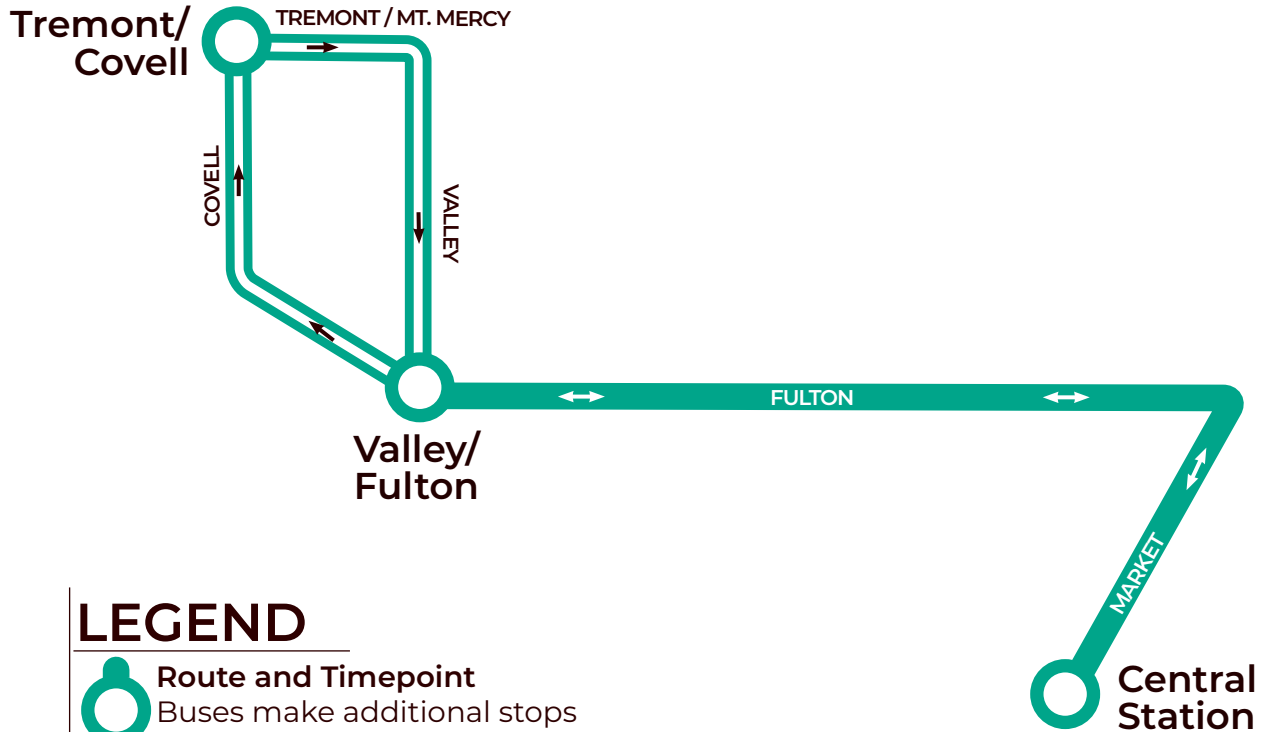 Tremont/
Covell
TREMONT / MT. MERCY
COVELL
VALLEY
Valley/
Fulton
FULTON
MARKET
Central
Station
LEGEND
Route and Timepoint
Buses make additional stops